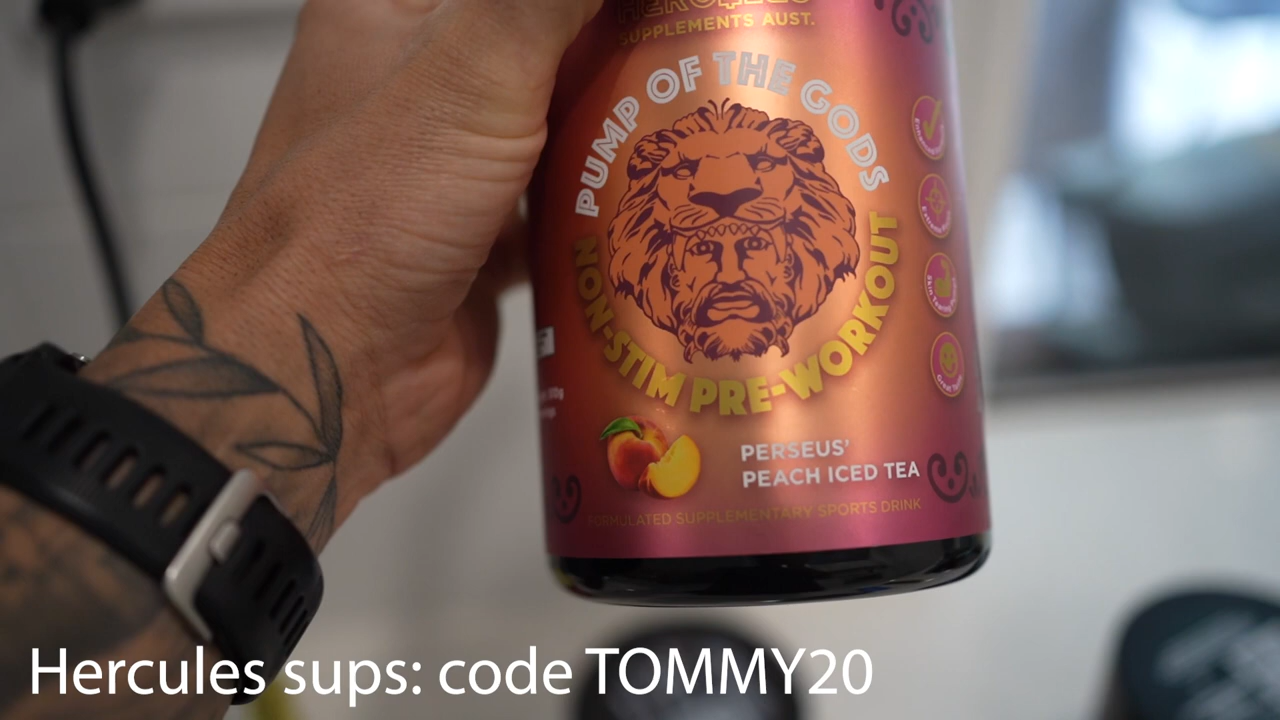 SUPPLEMENTS AUST.
PUMP OF THE GODS
NON-STIM PRE-WORKOUT
PERSEUS'
PEACH ICED TEA
FORMULATED SUPPLEMENTARY SPORTS DRINK
Hercules sups: code TOMMY20